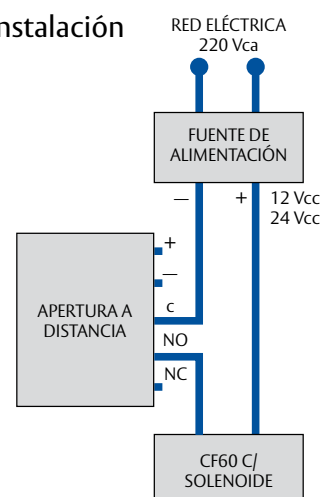 nstalación
RED ELÉCTRICA
220 Vca
FUENTE DE
ALIMENTACIÓN
— + 12 Vcc
24 Vcc
+
—
APERTURA A
DISTANCIA
c
NO
NC
CF60 C/
SOLENOIDE